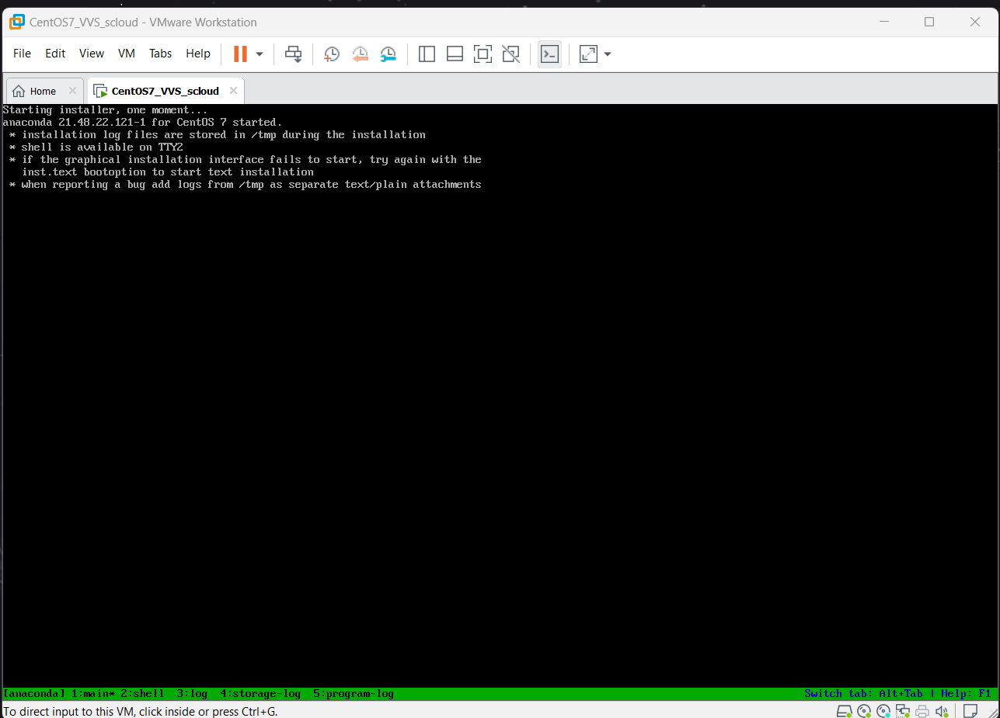 CentOS7_VVS_scloud - VMware Workstation
File Edit View VM Tabs Help
Home CentOS7_VVS_scloud
Starting installer, one moment...
anaconda 21.48.22.121-1 for CentOS 7 started.
* installation log files are stored in /tmp during the installation
* shell is available on TTY2
* if the graphical installation interface fails to start, try again with the
inst.text bootoption to start text installation
* when reporting a bug add logs from /tmp as separate text/plain attachments
[anaconda] 1:main* 2:shell 3:log 4:storage-log 5:program-log Switch tab: Alt+Tab | Help: F1
To direct input to this VM, click inside or press Ctrl+G.